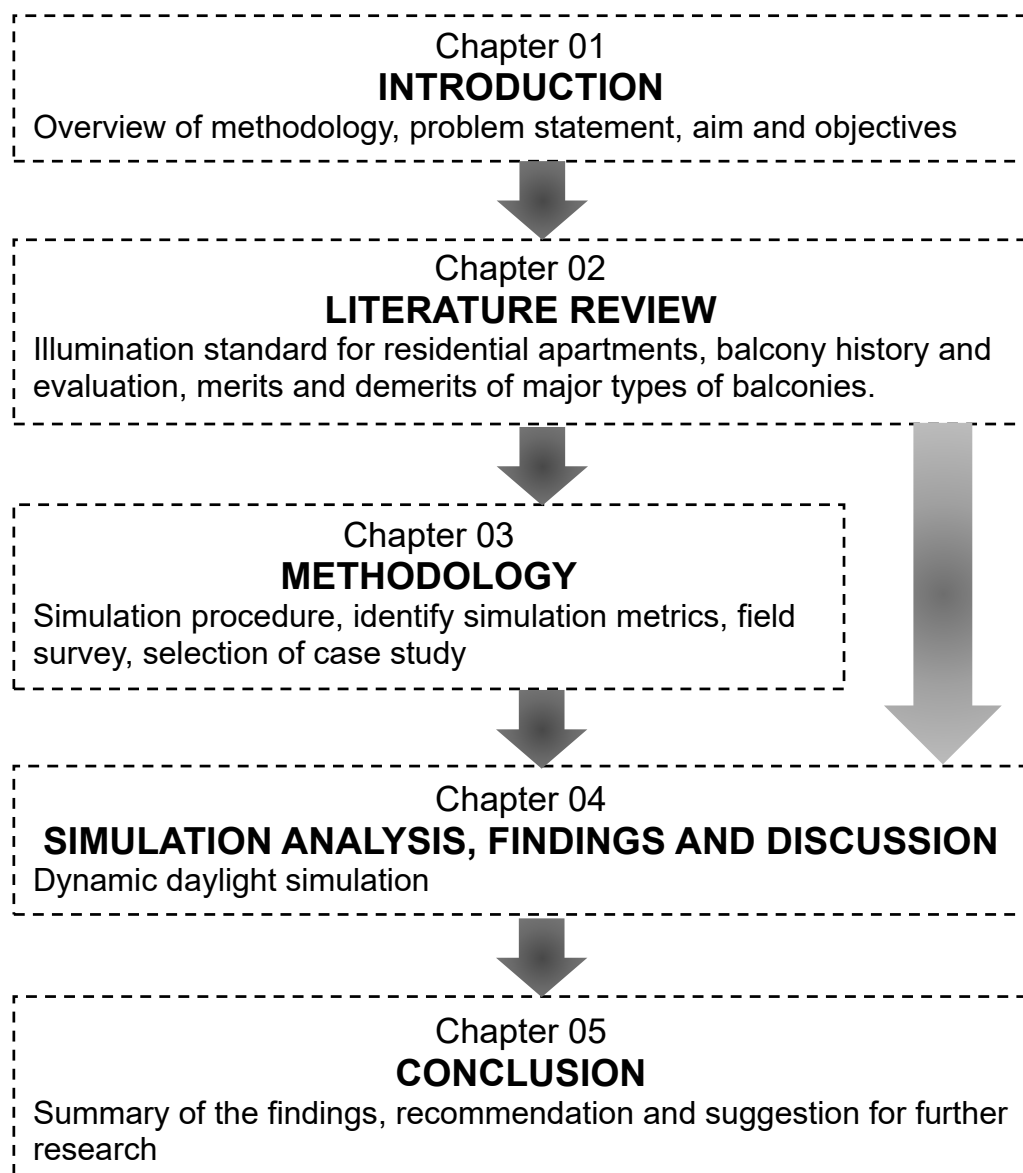 Chapter 01
INTRODUCTION
Overview of methodology, problem statement, aim and objectives
Chapter 02
LITERATURE REVIEW
Illumination standard for residential apartments, balcony history and
evaluation, merits and demerits of major types of balconies.
Chapter 03
METHODOLOGY
Simulation procedure, identify simulation metrics, field
survey, selection of case study
Chapter 04
SIMULATION ANALYSIS, FINDINGS AND DISCUSSION
Dynamic daylight simulation
Chapter 05
CONCLUSION
Summary of the findings, recommendation and suggestion for further
research